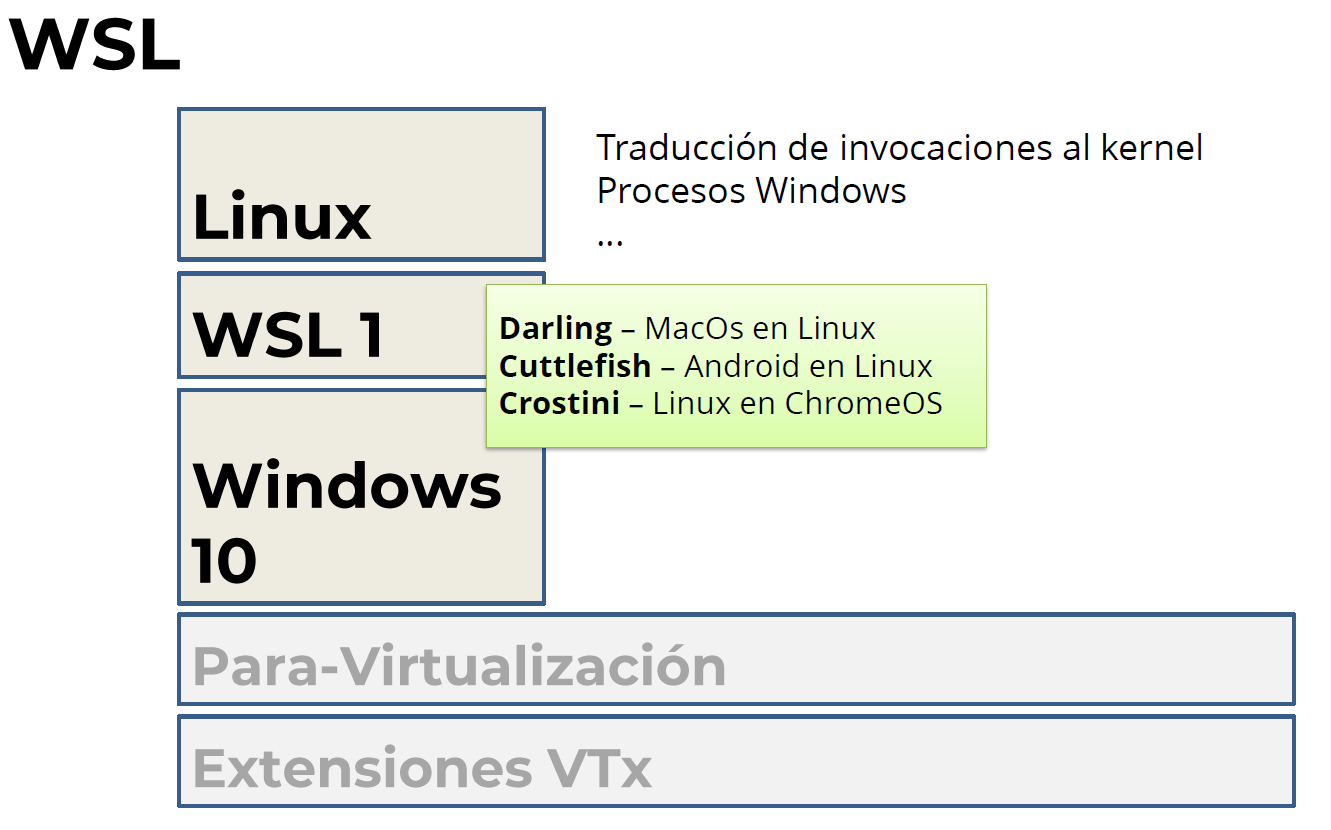 WSL
Linux
Traducción de invocaciones al kernel
Procesos Windows
...
WSL 1
Darling – MacOs en Linux
Cuttlefish – Android en Linux
Crostini – Linux en ChromeOS
Windows
10
Para-Virtualización
Extensiones VTx